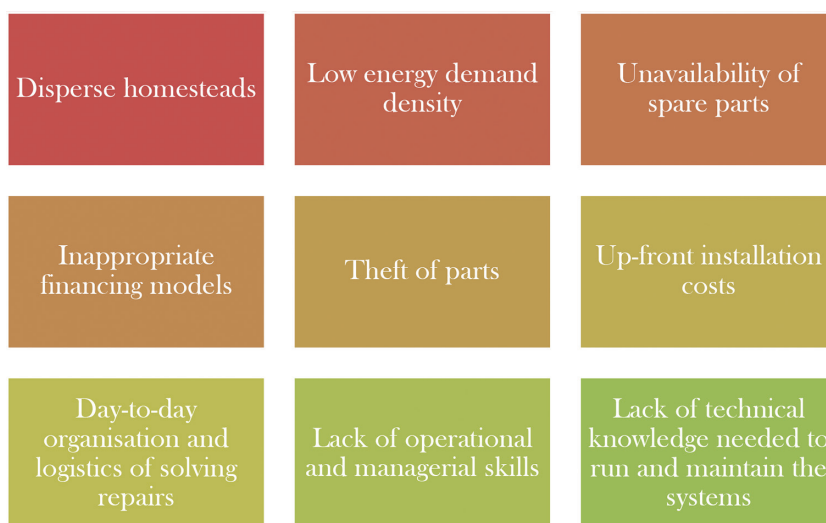 Disperse homesteads
Low energy demand
density
Unavailability of
spare parts
Inappropriate
financing models
Theft of parts
Up-front installation
costs
Day-to-day
organisation and
logistics of solving
repairs
Lack of operational
and managerial skills
Lack of technical
knowledge needed to
run and maintain the
systems